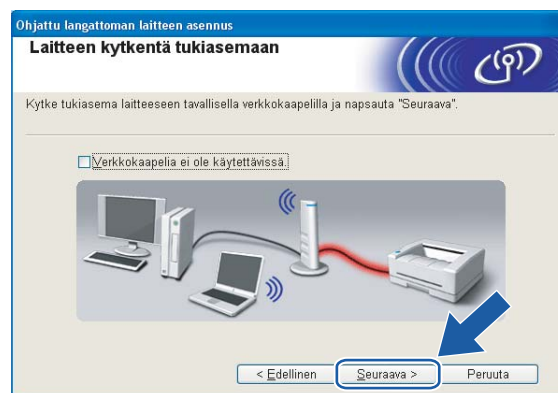 Ohjattu langattoman laitteen asennus
Laitteen kytkentä tukiasemaan
Kytke tukiasema laitteeseen tavallisella verkkokaapelilla ja napsauta "Seuraava".
Verkkokaapelia ei ole käytettävissä.
< Edellinen
Seuraava >
Peruuta